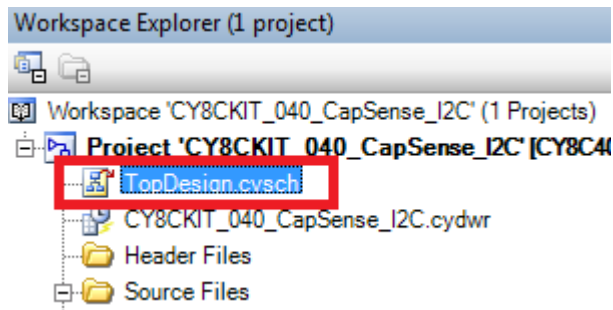 Workspace Explorer (1 project)
Workspace 'CY8CKIT_040_CapSense_I2C' (1 Projects)
Project 'CY8CKIT_040_CapSense_I2C' [CY8C40
TopDesign.cysch
CY8CKIT_040_CapSense_I2C.cydwr
Header Files
Source Files